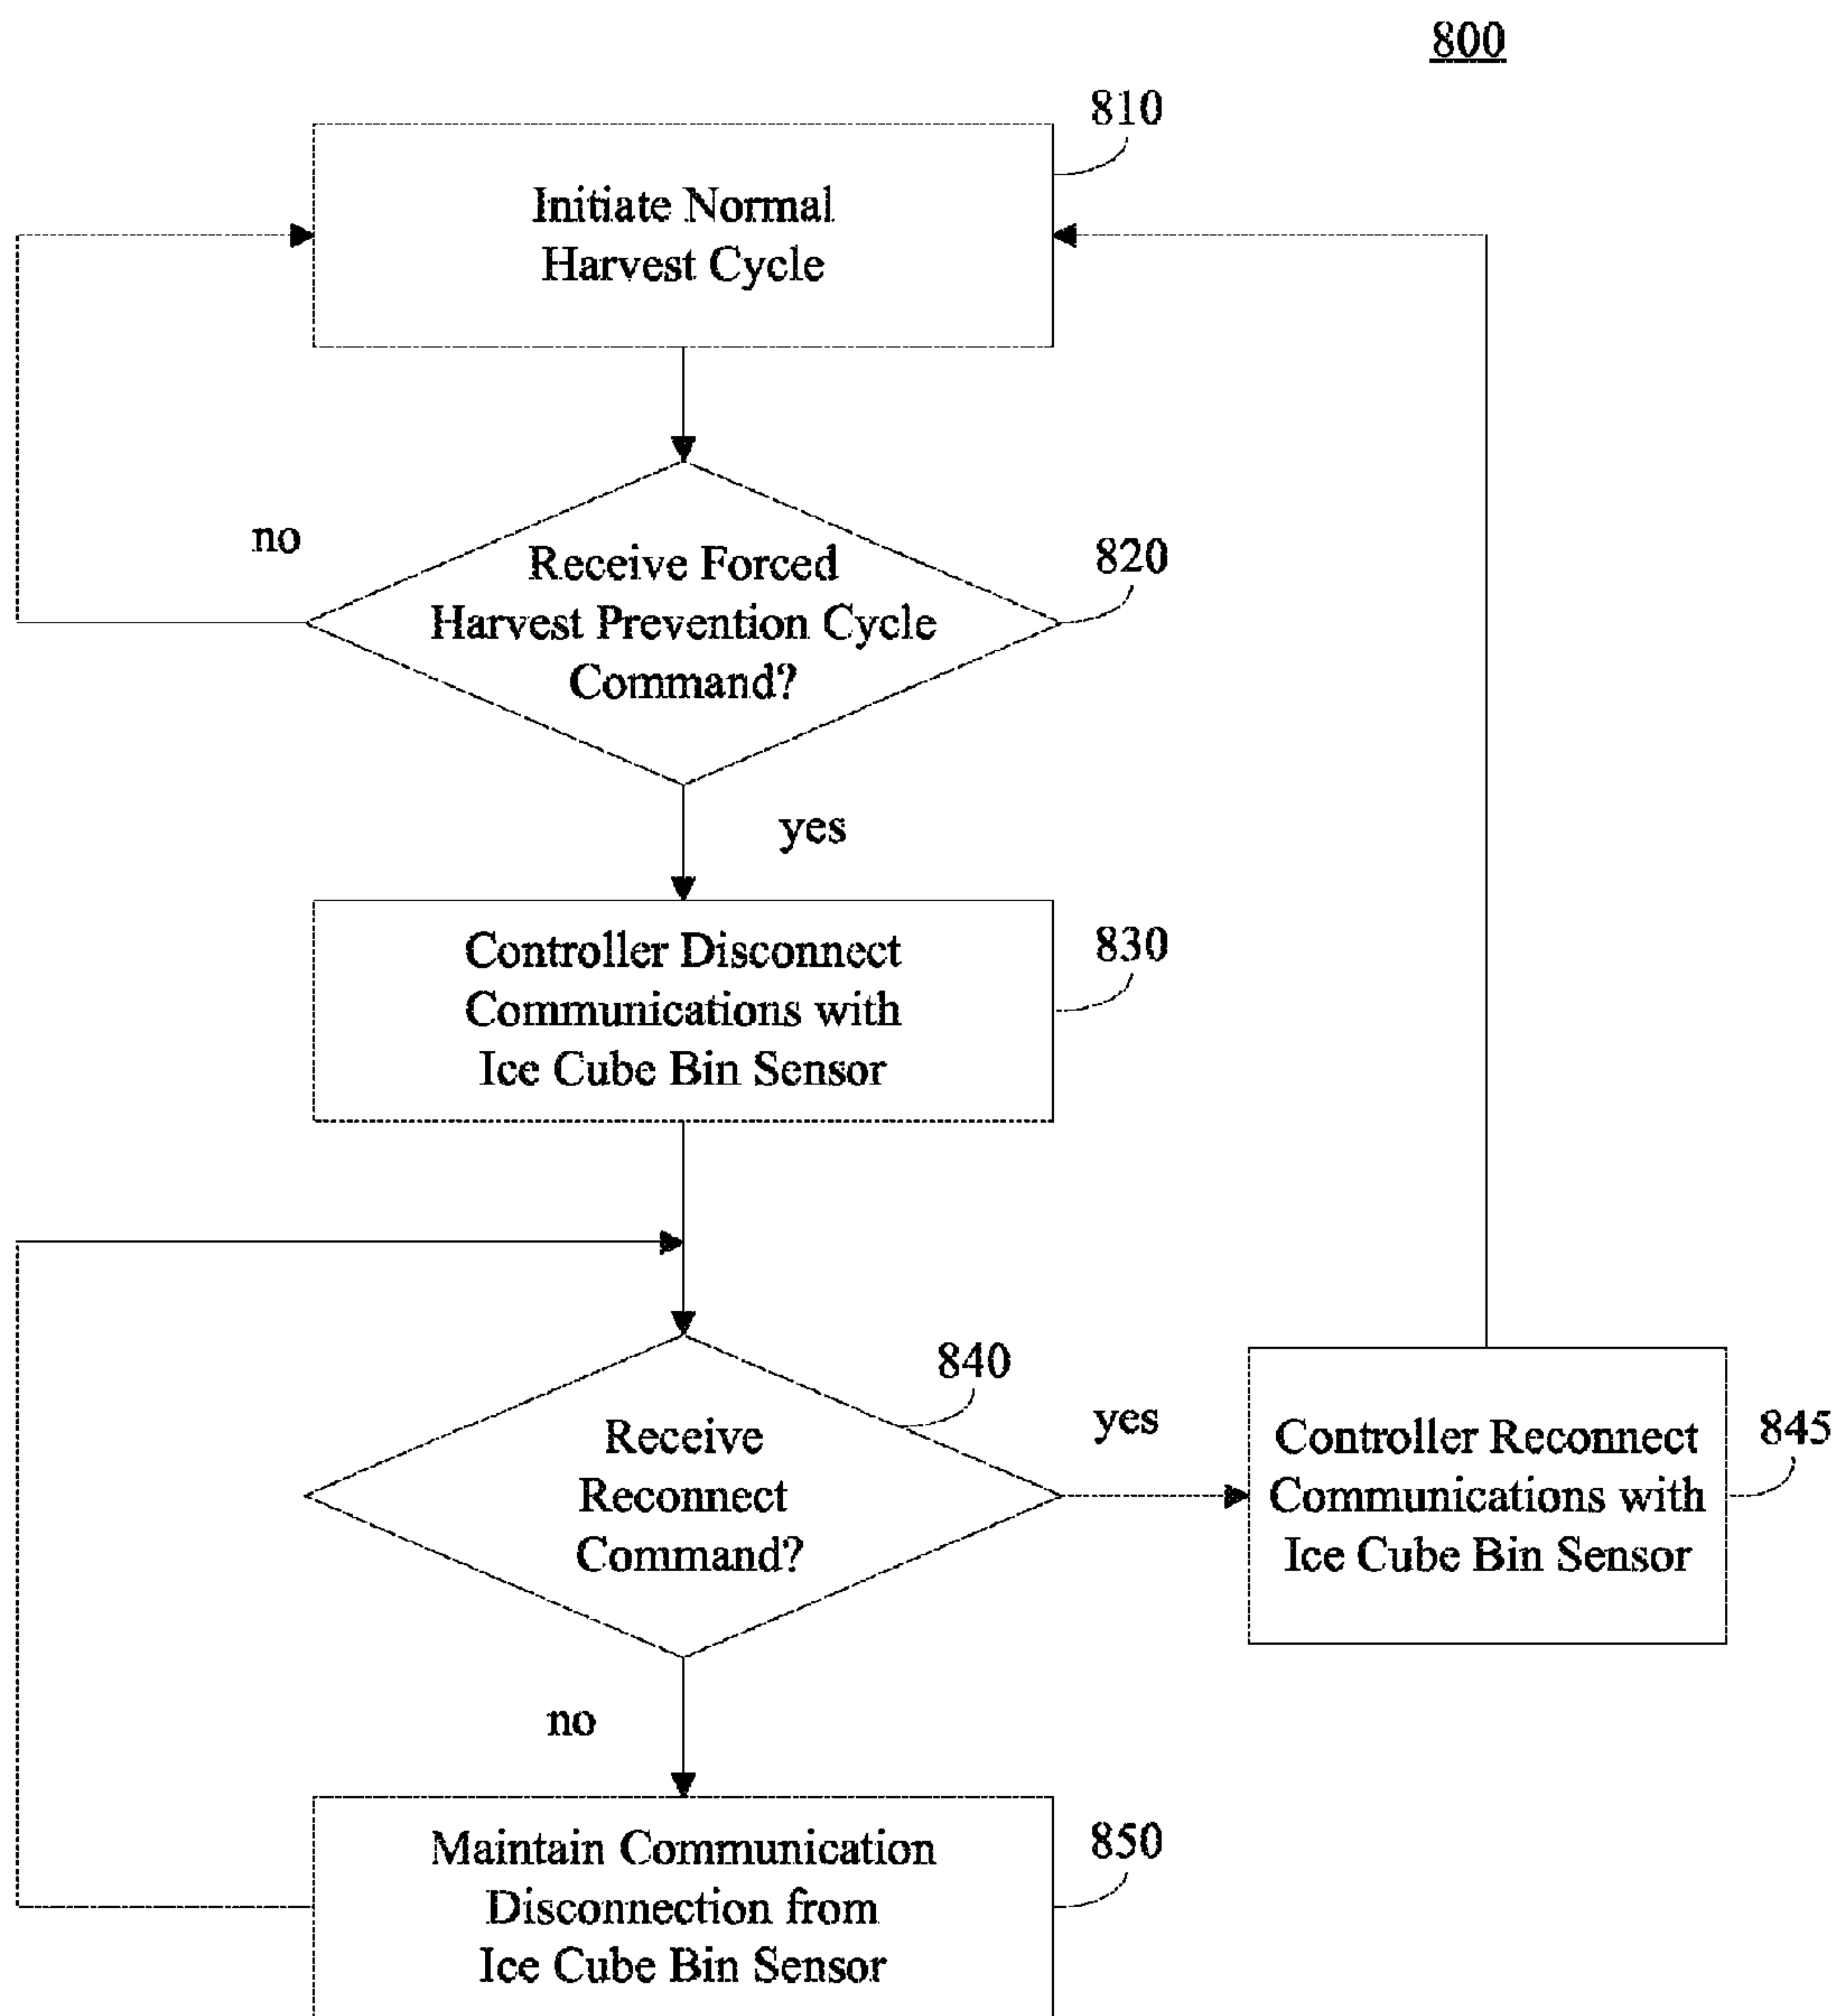 800
810
Initiate Normal
Harvest Cycle
no
Receive Forced
Harvest Prevention Cycle
Command?
820
yes
Controller Disconnect
Communications with
Ice Cube Bin Sensor
830
840
Receive
Reconnect
Command?
yes
Controller Reconnect
Communications with
Ice Cube Bin Sensor
845
no
Maintain Communication
Disconnection from
Ice Cube Bin Sensor
850